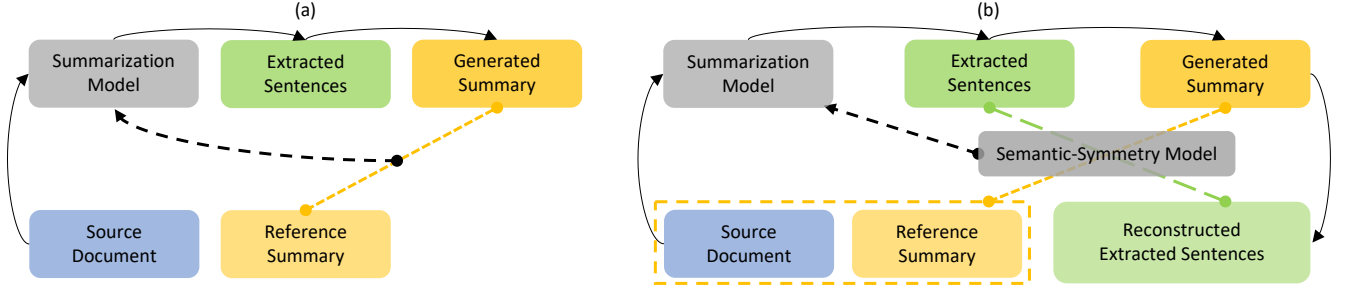 (a)
Summarization
Model
Extracted
Sentences
Generated
Summary
Source
Document
Reference
Summary
(b)
Summarization
Model
Extracted
Sentences
Generated
Summary
Semantic-Symmetry Model
Source
Document
Reference
Summary
Reconstructed
Extracted Sentences